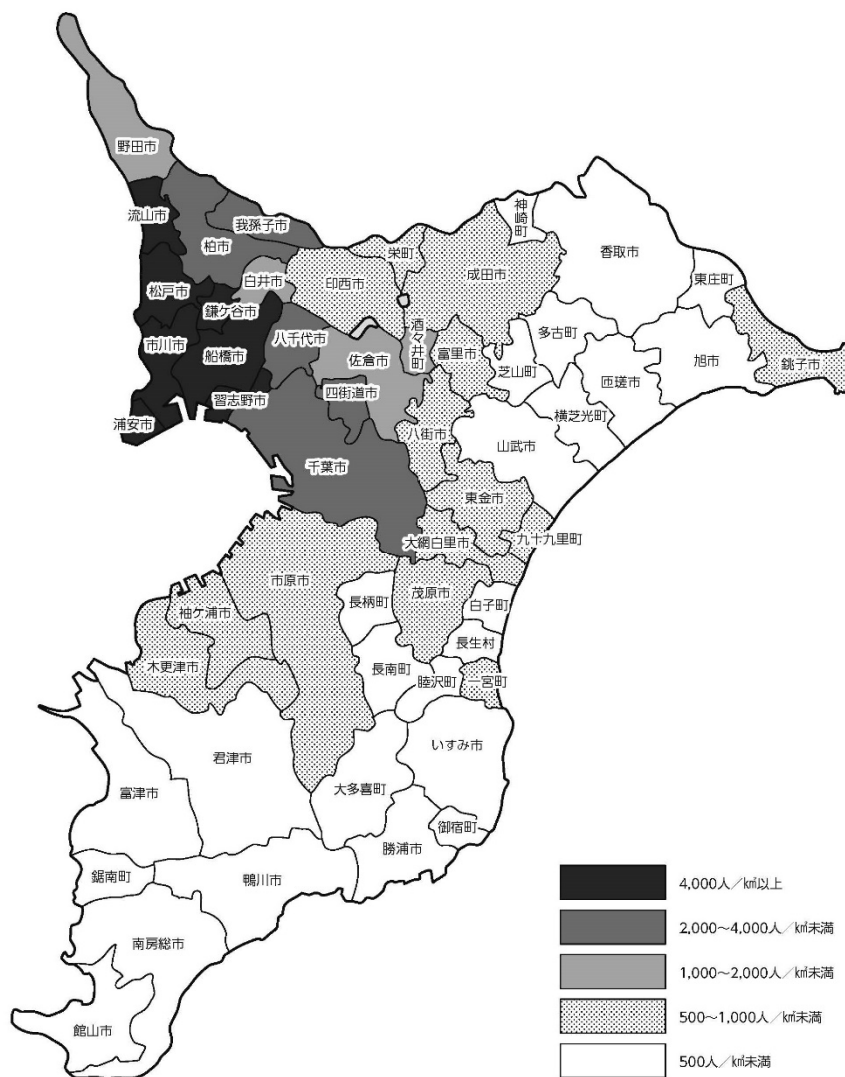 野田市
流山市
我孫子市
柏市
神崎町
香取市
栄町
成田市
白井市
印西市
東庄町
松戸市
鎌ケ谷市
酒々井町
多古町
市川市
船橋市
八千代市
佐倉市
富里市
芝山町
旭市
銚子市
匝瑳市
四街道市
習志野市
横芝光町
浦安市
八街市
山武市
千葉市
東金市
大網白里市
九十九里町
市原市
長柄町
茂原市
白子町
袖ケ浦市
長生村
木更津市
長南町
睦沢町
一宮町
いすみ市
君津市
大多喜町
富津市
御宿町
勝浦市
鋸南町
鴨川市
南房総市
館山市
4,000人/㎢以上
2,000~4,000人/㎢未満
1,000~2,000人/㎢未満
500~1,000人/㎢未満
500人/㎢未満